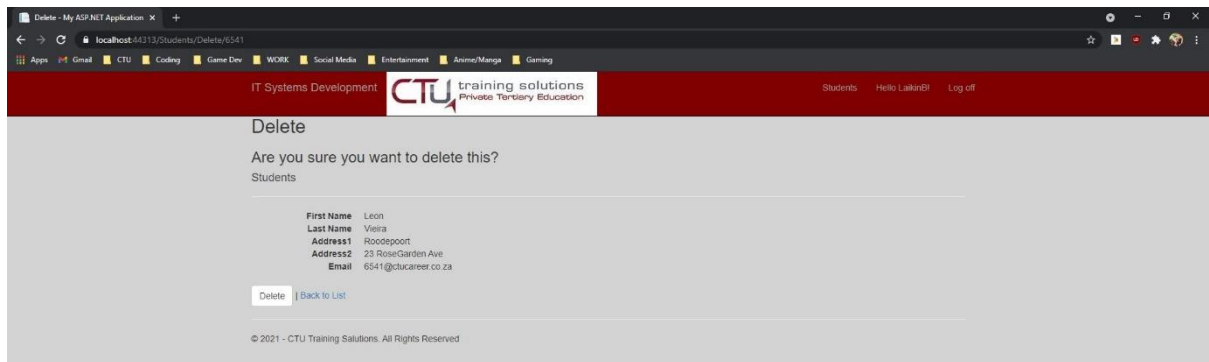 Delete - My ASP.NET Application
localhost:44313/Students/Delete/6541
Apps Gmail CTU Coding Game Dev WORK Social Media Entertainment Anime/Manga Gaming
IT Systems Development CTU training solutions Students Hello LaikinB! Log off
Private Tertiary Education
Delete
Are you sure you want to delete this?
Students
First Name Leon
Last Name Vieira
Address1 Roodepoort
Address2 23 RoseGarden Ave
Email 6541@ctucareer.co.za
Delete | Back to List
© 2021 - CTU Training Salutions. All Rights Reserved